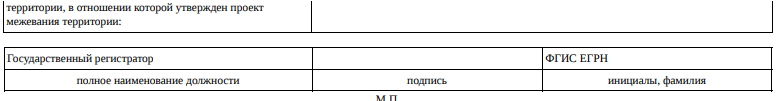 территории, в отношении которой утвержден проект
межевания территории:
Государственный регистратор ФГИС ЕГРН
полное наименование должности подпись инициалы, фамилия
М.П.